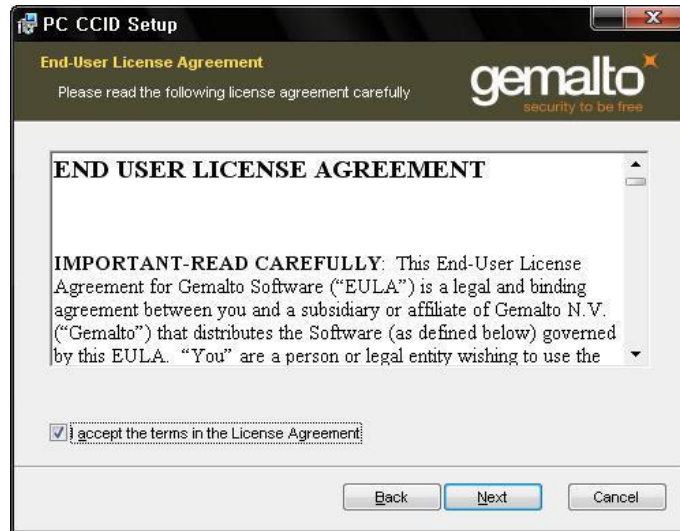 PC CCID Setup
End-User License Agreement
Please read the following license agreement carefully
gemalto
security to be free
END USER LICENSE AGREEMENT
IMPORTANT-READ CAREFULLY: This End-User License
Agreement for Gemalto Software (“EULA”) is a legal and binding
agreement between you and a subsidiary or affiliate of Gemalto N.V.
(“Gemalto”) that distributes the Software (as defined below) governed
by this EULA. “You” are a person or legal entity wishing to use the
I accept the terms in the License Agreement
Back Next Cancel